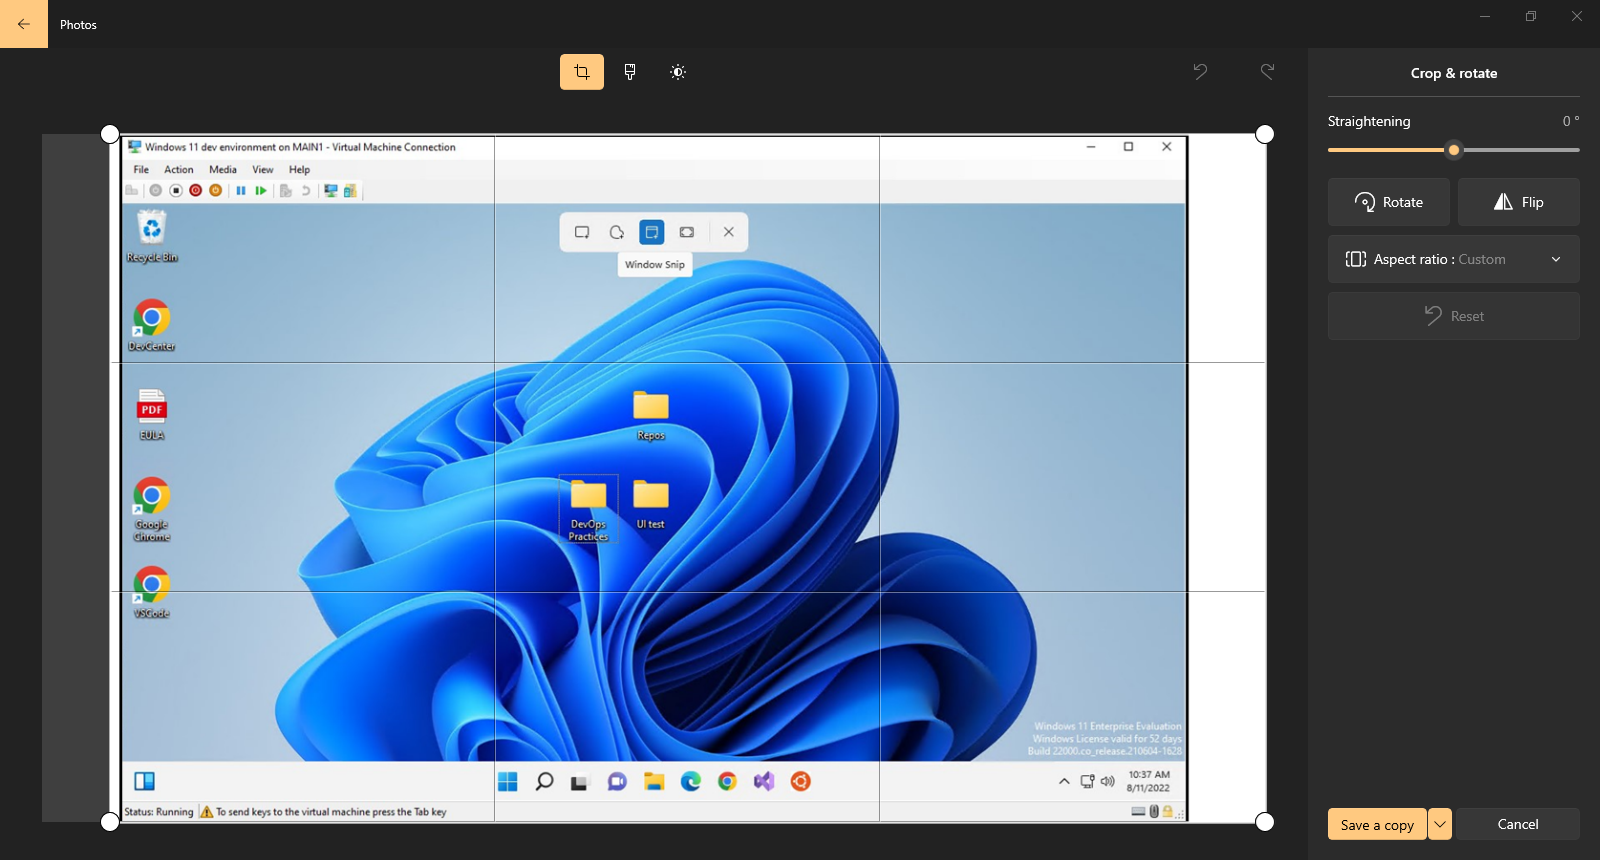 Photos
Crop & rotate
Straightening 0 °
Rotate Flip
Aspect ratio : Custom
Reset
Windows 11 dev environment on MAIN1 - Virtual Machine Connection
File Action Media View Help
Window Snip
Recycle Bin
DevCenter
PDF
EULA
Repos
Google
Chrome
DevOps
Practices
UI test
VSCode
Windows 11 Enterprise Evaluation
Windows License valid for 52 days
Build 22000.co_release.210604-1628
10:37 AM
8/11/2022
Status: Running To send keys to the virtual machine press the Tab key
Save a copy Cancel